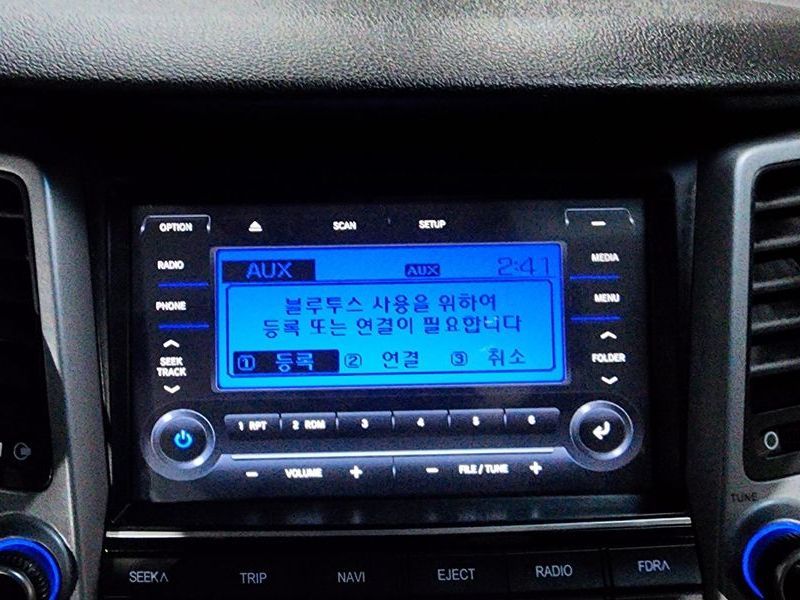 OPTION SCAN SETUP
RADIO
PHONE
SEEK
TRACK
AUX AUX 2:41
블루투스 사용을 위하여
등록 또는 연결이 필요합니다
① 등록 ② 연결 ③ 취소
MEDIA
MENU
FOLDER
1 RPT 2 RDM 3 4 5 6
− VOLUME + − FILE/TUNE +
TUNE
SEEK∧ TRIP NAVI EJECT RADIO FDR∧